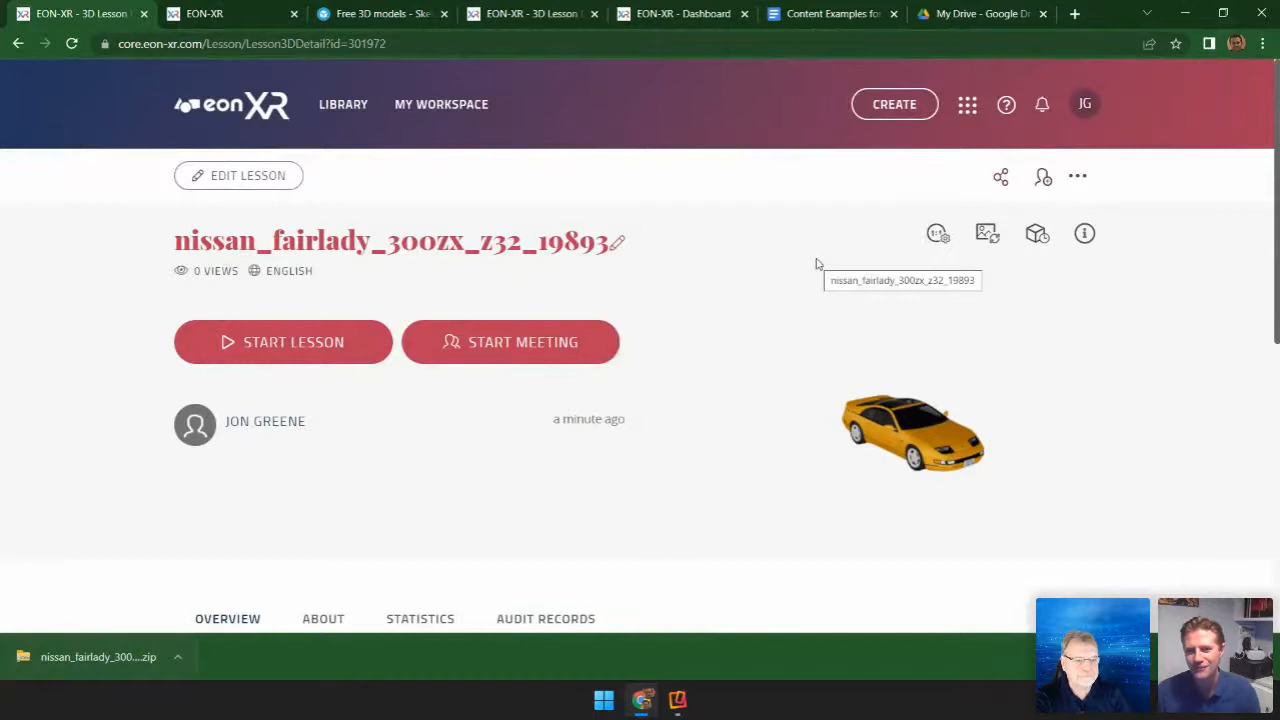 EON-XR - 3D Lesson
EON-XR
Free 3D models - Ske
EON-XR - 3D Lesson
EON-XR - Dashboard
Content Examples for
My Drive - Google Dr
core.eon-xr.com/Lesson/Lesson3DDetail?id=301972
eonXR
LIBRARY
MY WORKSPACE
CREATE
JG
EDIT LESSON
nissan_fairlady_300zx_z32_19893
1:1
0 VIEWS
ENGLISH
nissan_fairlady_300zx_z32_19893
START LESSON
START MEETING
JON GREENE
a minute ago
OVERVIEW
ABOUT
STATISTICS
AUDIT RECORDS
nissan_fairlady_300....zip